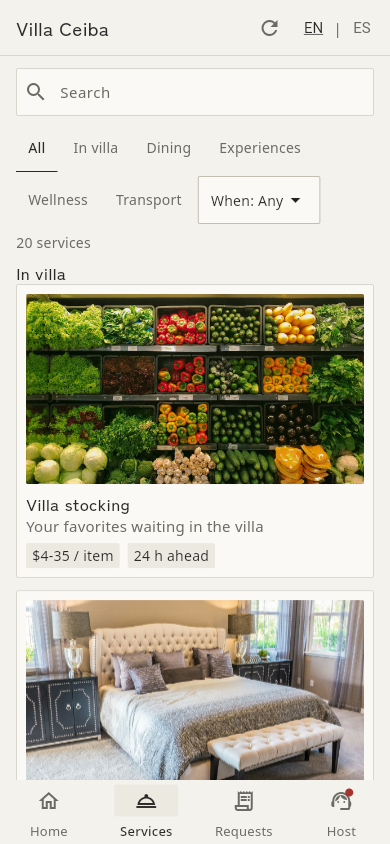 Villa Ceiba
EN | ES
Search
All In villa Dining Experiences
Wellness Transport When: Any
20 services
In villa
Villa stocking
Your favorites waiting in the villa
$4-35 / item 24 h ahead
Home Services Requests Host